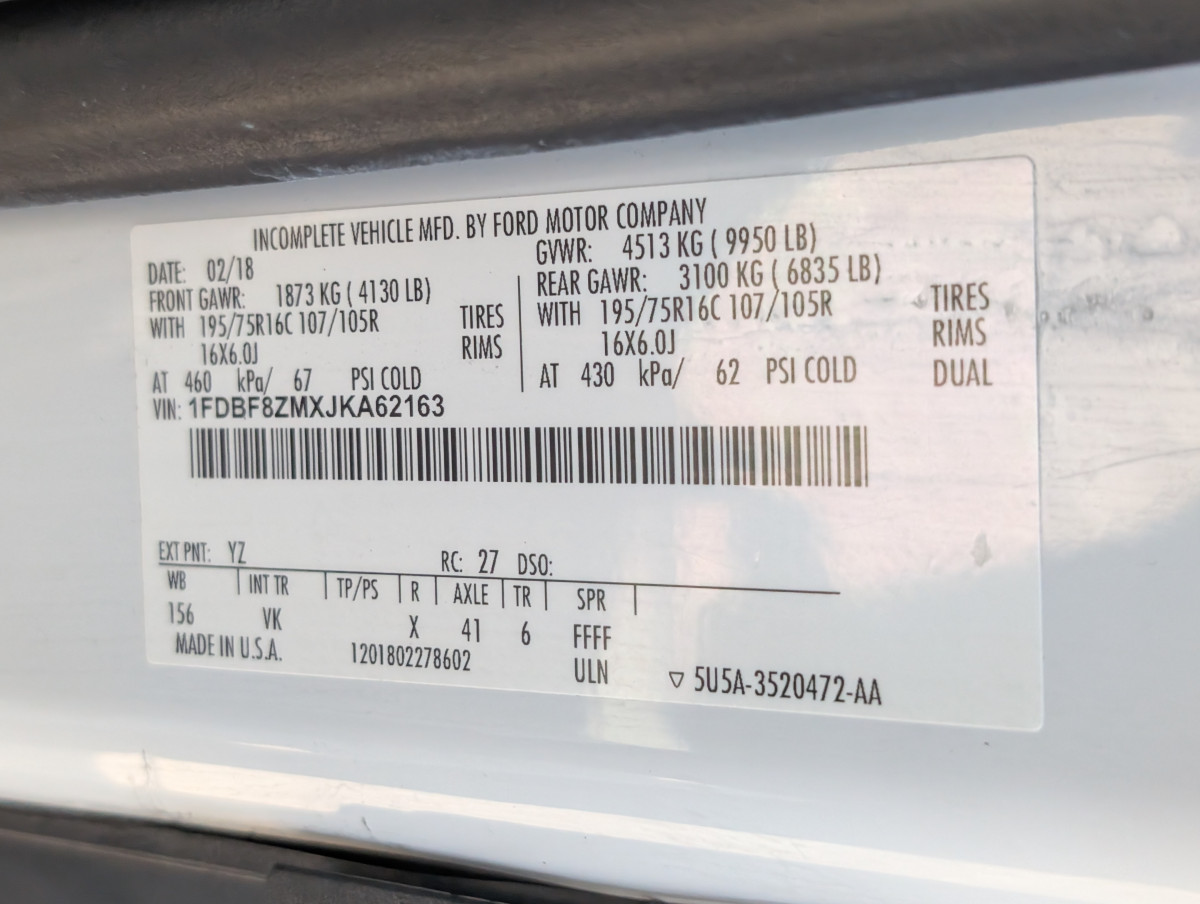 INCOMPLETE VEHICLE MFD. BY FORD MOTOR COMPANY
DATE: 02/18
GVWR: 4513 KG ( 9950 LB)
FRONT GAWR: 1873 KG ( 4130 LB)
REAR GAWR: 3100 KG ( 6835 LB)
WITH 195/75R16C 107/105R TIRES
WITH 195/75R16C 107/105R TIRES
16X6.0J RIMS
16X6.0J RIMS
AT 460 kPa/ 67 PSI COLD
AT 430 kPa/ 62 PSI COLD DUAL
VIN: 1FDBF8ZMXJKA62163
EXT PNT: YZ RC: 27 DSO:
WB INT TR TP/PS R AXLE TR SPR
156 VK X 41 6 FFFF
MADE IN U.S.A. 1201802278602 ULN ▽ 5U5A-3520472-AA